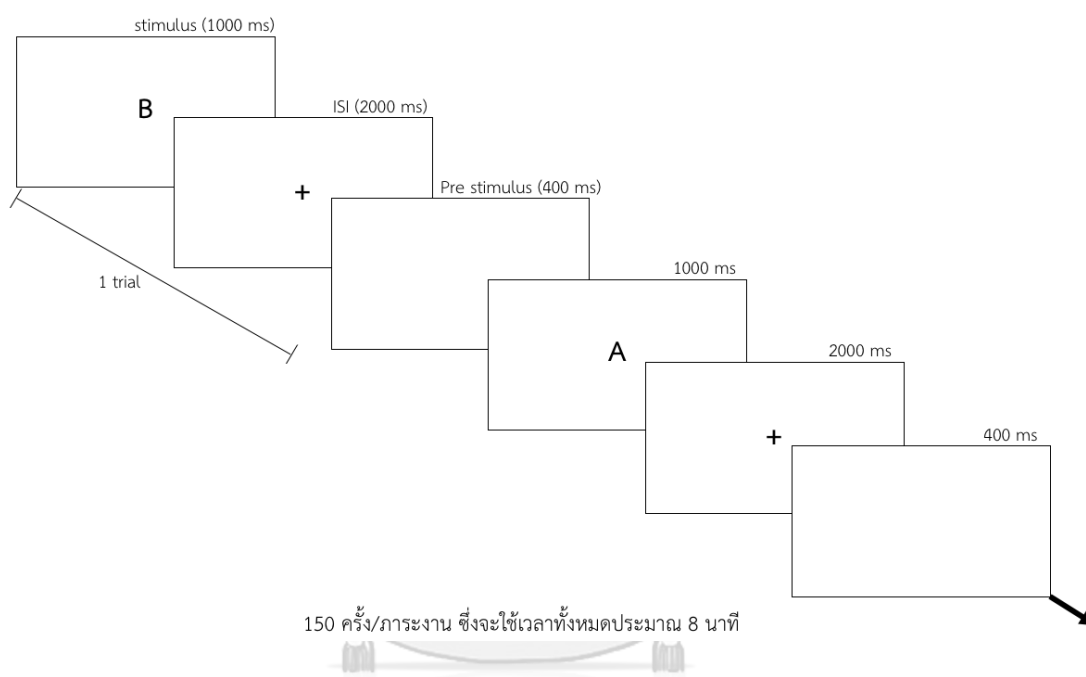 stimulus (1000 ms)
B
ISI (2000 ms)
+
Pre stimulus (400 ms)
1 trial
1000 ms
A
2000 ms
+
400 ms
150 ครั้ง/ภาระงาน ซึ่งจะใช้เวลาทั้งหมดประมาณ 8 นาที